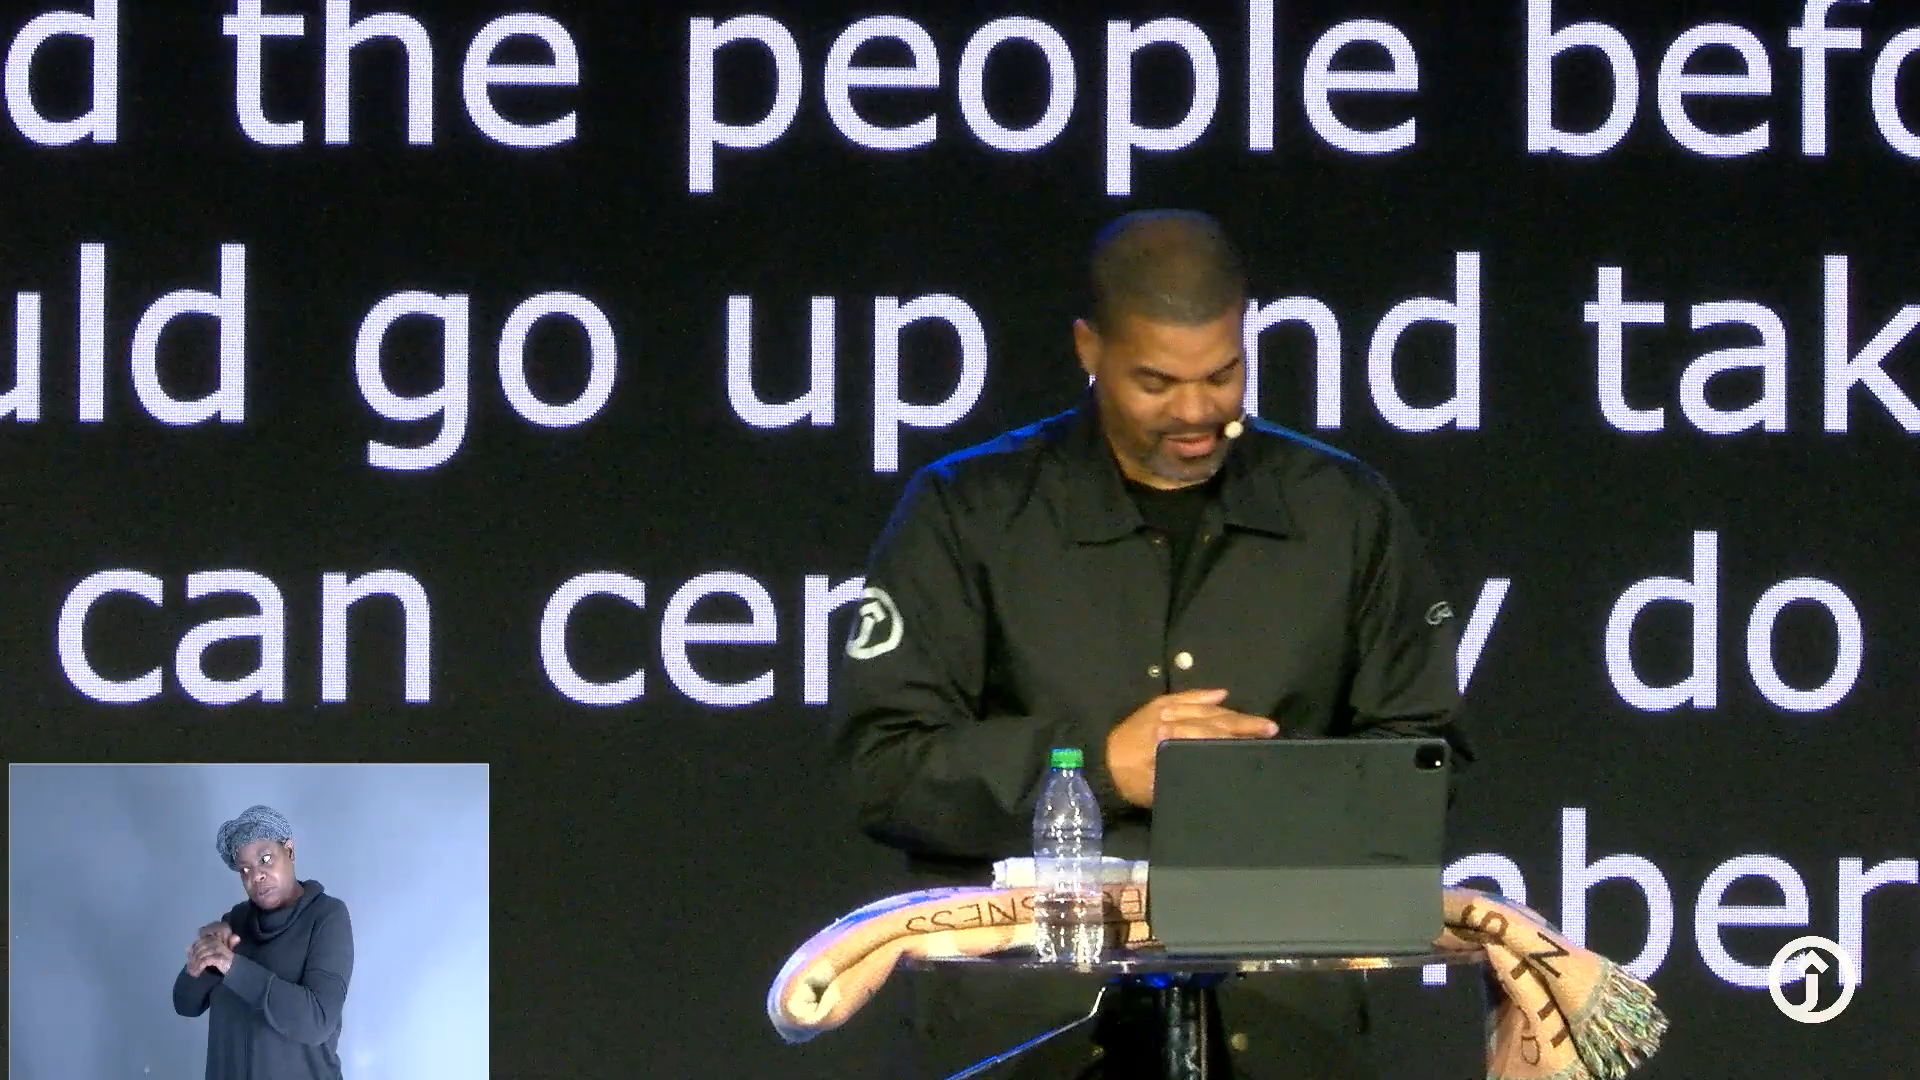 d the people befo
uld go up nd tak
can cer y do
ber